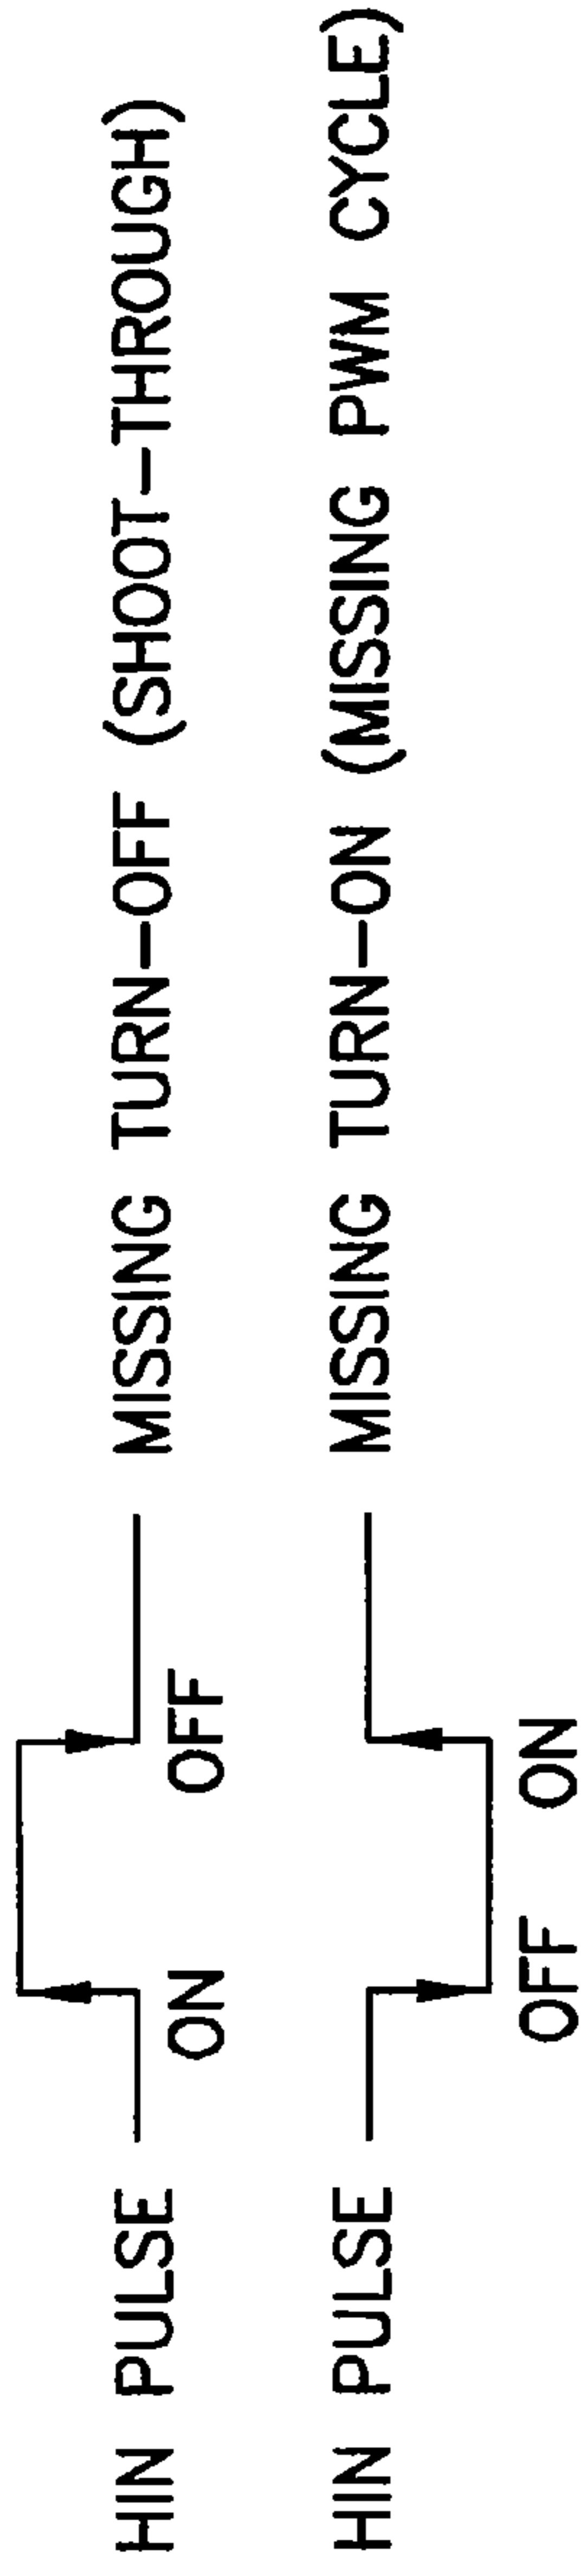 HIN PULSE ON OFF MISSING TURN-OFF (SHOOT-THROUGH)
HIN PULSE OFF ON MISSING TURN-ON (MISSING PWM CYCLE)